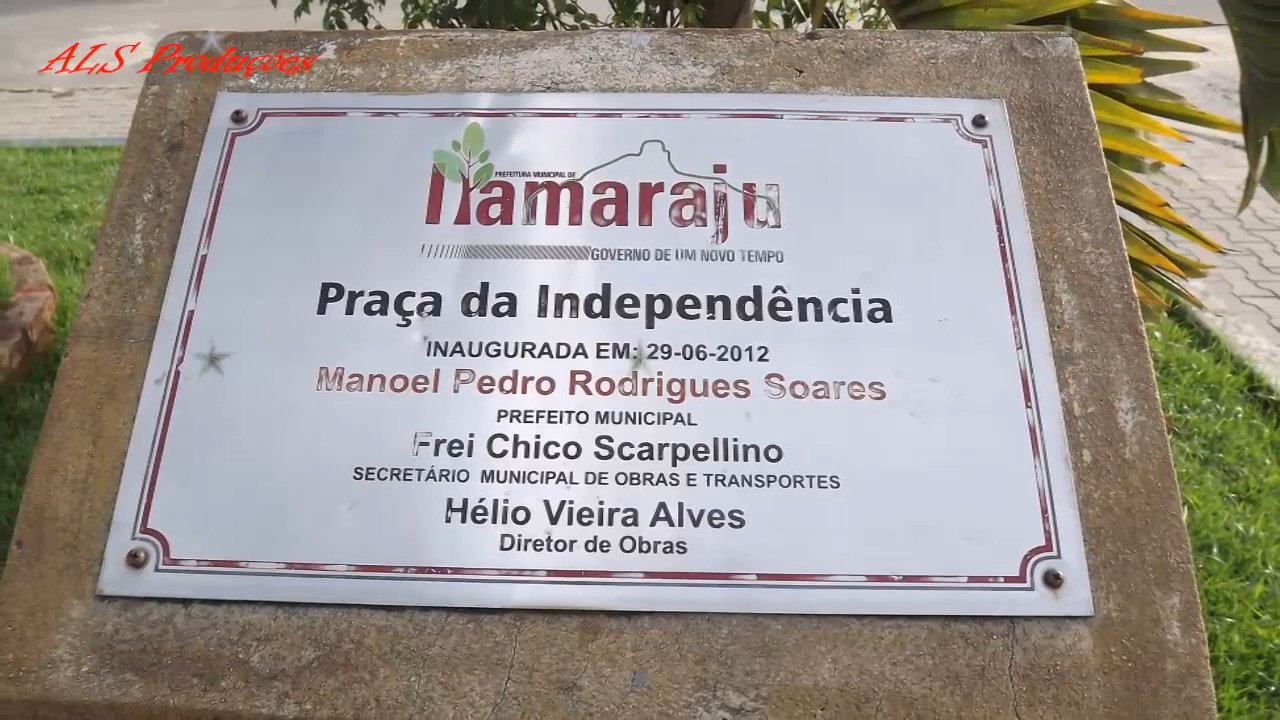 ALS Produções
PREFEITURA MUNICIPAL DE
Itamaraju
GOVERNO DE UM NOVO TEMPO
Praça da Independência
INAUGURADA EM: 29-06-2012
Manoel Pedro Rodrigues Soares
PREFEITO MUNICIPAL
Frei Chico Scarpellino
SECRETÁRIO MUNICIPAL DE OBRAS E TRANSPORTES
Hélio Vieira Alves
Diretor de Obras